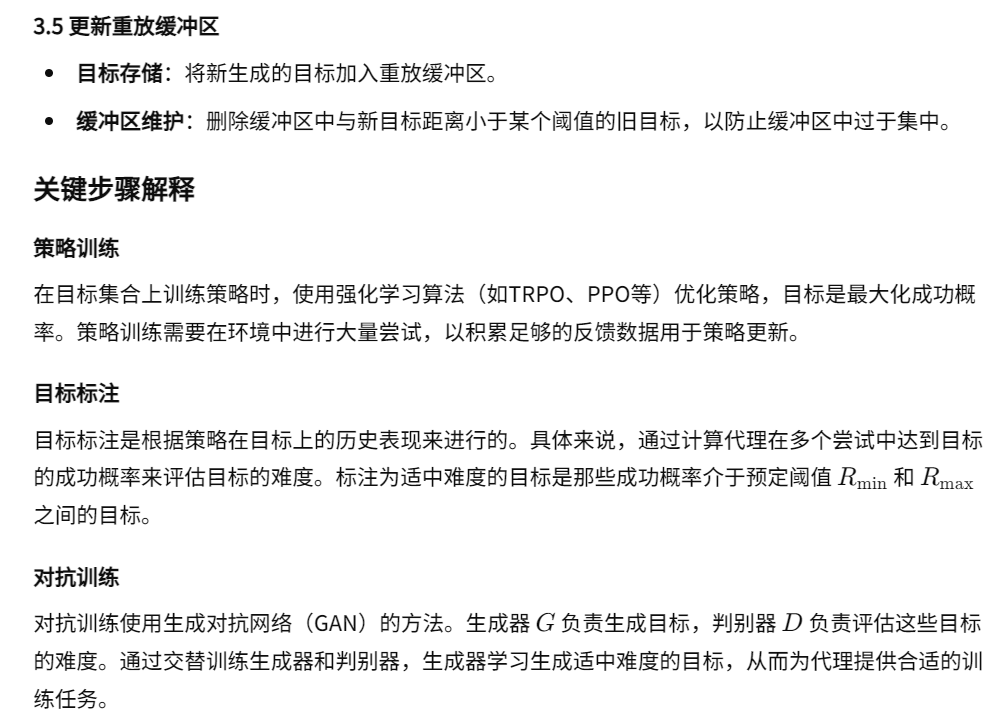 3.5 更新重放缓冲区
• 目标存储：将新生成的目标加入重放缓冲区。
• 缓冲区维护：删除缓冲区中与新目标距离小于某个阈值的旧目标，以防止缓冲区中过于集中。
关键步骤解释
策略训练
在目标集合上训练策略时，使用强化学习算法（如TRPO、PPO等）优化策略，目标是最大化成功概
率。策略训练需要在环境中进行大量尝试，以积累足够的反馈数据用于策略更新。
目标标注
目标标注是根据策略在目标上的历史表现来进行的。具体来说，通过计算代理在多个尝试中达到目标
的成功概率来评估目标的难度。标注为适中难度的目标是那些成功概率介于预定阈值 R_min 和 R_max
之间的目标。
对抗训练
对抗训练使用生成对抗网络（GAN）的方法。生成器 G 负责生成目标，判别器 D 负责评估这些目标
的难度。通过交替训练生成器和判别器，生成器学习生成适中难度的目标，从而为代理提供合适的训
练任务。